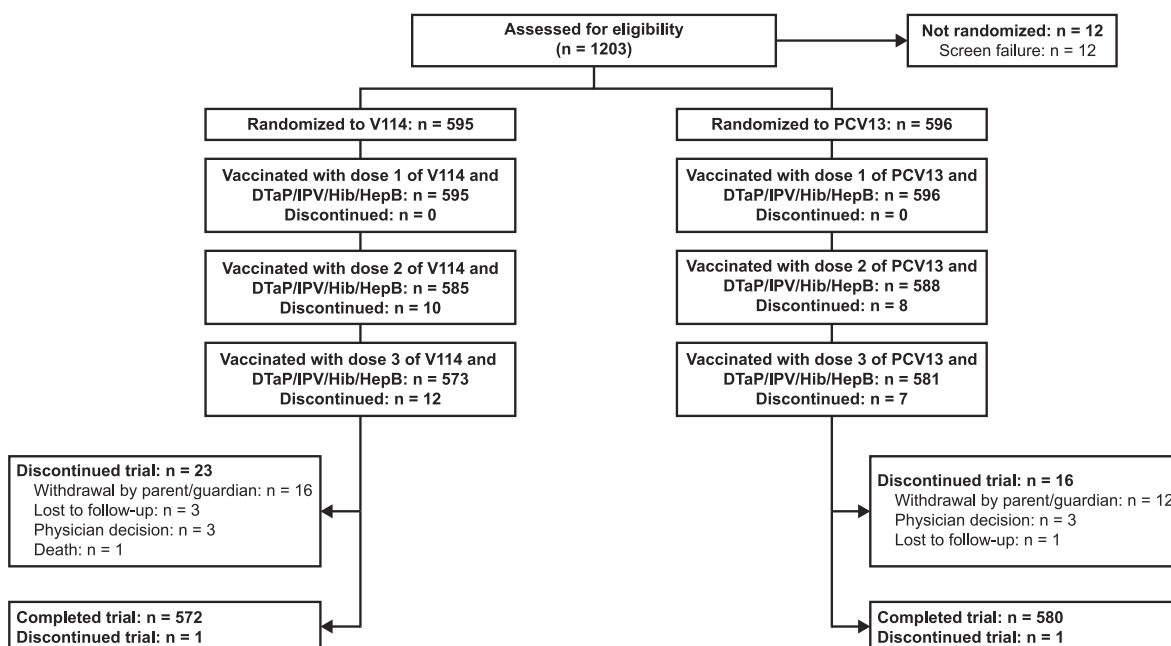 Assessed for eligibility
(n = 1203)
Not randomized: n = 12
Screen failure: n = 12
Randomized to V114: n = 595
Randomized to PCV13: n = 596
Vaccinated with dose 1 of V114 and
DTaP/IPV/Hib/HepB: n = 595
Discontinued: n = 0
Vaccinated with dose 1 of PCV13 and
DTaP/IPV/Hib/HepB: n = 596
Discontinued: n = 0
Vaccinated with dose 2 of V114 and
DTaP/IPV/Hib/HepB: n = 585
Discontinued: n = 10
Vaccinated with dose 2 of PCV13 and
DTaP/IPV/Hib/HepB: n = 588
Discontinued: n = 8
Vaccinated with dose 3 of V114 and
DTaP/IPV/Hib/HepB: n = 573
Discontinued: n = 12
Vaccinated with dose 3 of PCV13 and
DTaP/IPV/Hib/HepB: n = 581
Discontinued: n = 7
Discontinued trial: n = 23
Withdrawal by parent/guardian: n = 16
Lost to follow-up: n = 3
Physician decision: n = 3
Death: n = 1
Discontinued trial: n = 16
Withdrawal by parent/guardian: n = 12
Physician decision: n = 3
Lost to follow-up: n = 1
Completed trial: n = 572
Discontinued trial: n = 1
Completed trial: n = 580
Discontinued trial: n = 1